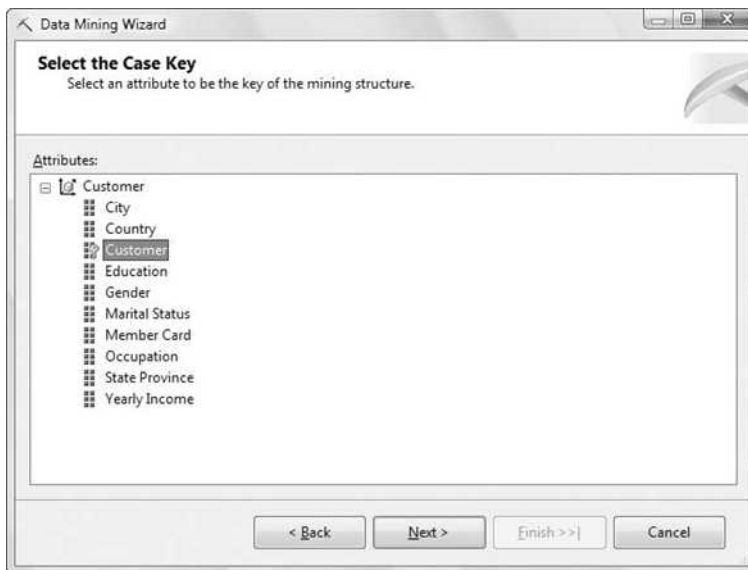 Data Mining Wizard
Select the Case Key
Select an attribute to be the key of the mining structure.
Attributes:
Customer
City
Country
Customer
Education
Gender
Marital Status
Member Card
Occupation
State Province
Yearly Income
< Back
Next >
Finish >>|
Cancel